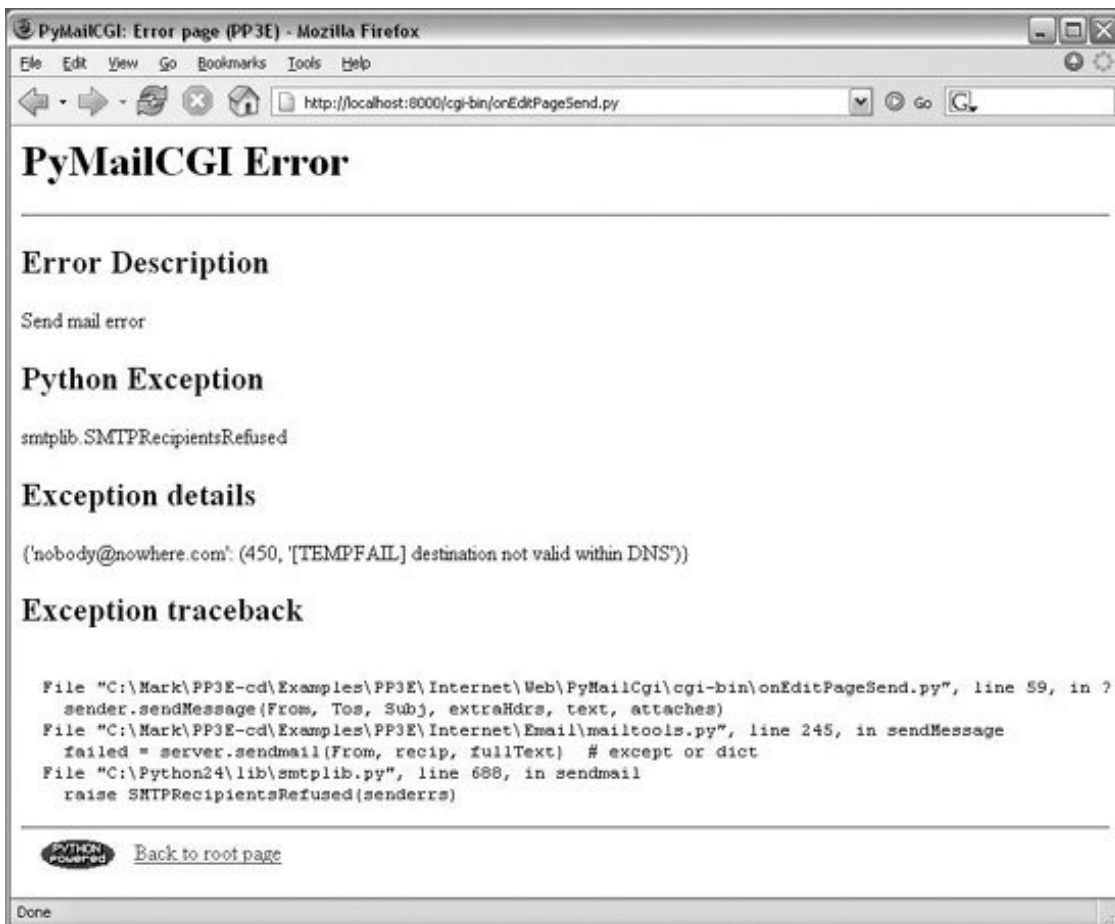 PyMailCGI: Error page (PP3E) - Mozilla Firefox
File Edit View Go Bookmarks Tools Help
http://localhost:8000/cgi-bin/onEditPageSend.py Go G
PyMailCGI Error
Error Description
Send mail error
Python Exception
smtplib.SMTPRecipientsRefused
Exception details
{'nobody@nowhere.com': (450, '[TEMPFAIL] destination not valid within DNS')}
Exception traceback
File "C:\Mark\PP3E-cd\Examples\PP3E\Internet\Web\PyMailCgi\cgi-bin\onEditPageSend.py", line 59, in ?
sender.sendMessage(From, Tos, Subj, extraHdrs, text, attaches)
File "C:\Mark\PP3E-cd\Examples\PP3E\Internet\Email\mailtools.py", line 245, in sendMessage
failed = server.sendmail(From, recip, fullText)  # except or dict
File "C:\Python24\lib\smtplib.py", line 688, in sendmail
raise SMTPRecipientsRefused(senderrs)
PYTHON
Powered
Back to root page
Done